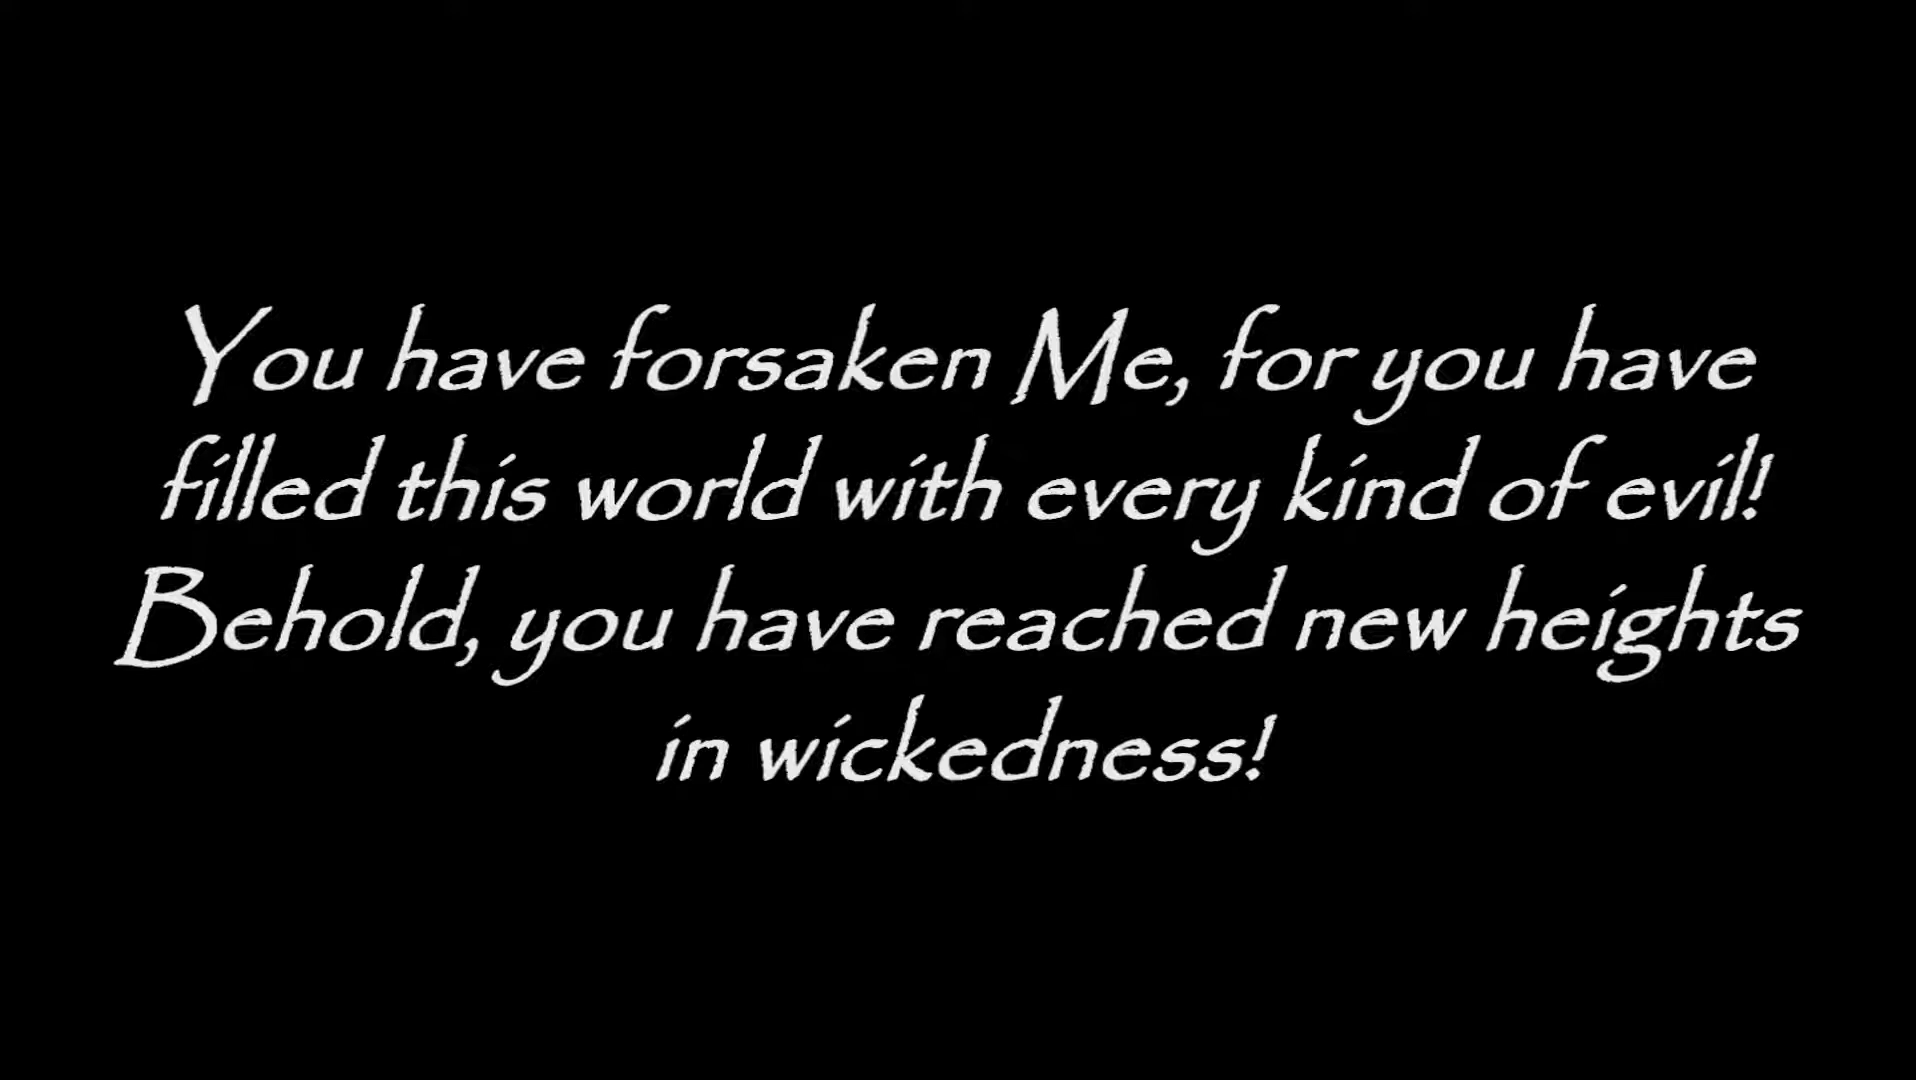 You have forsaken Me, for you have
filled this world with every kind of evil!
Behold, you have reached new heights
in wickedness!